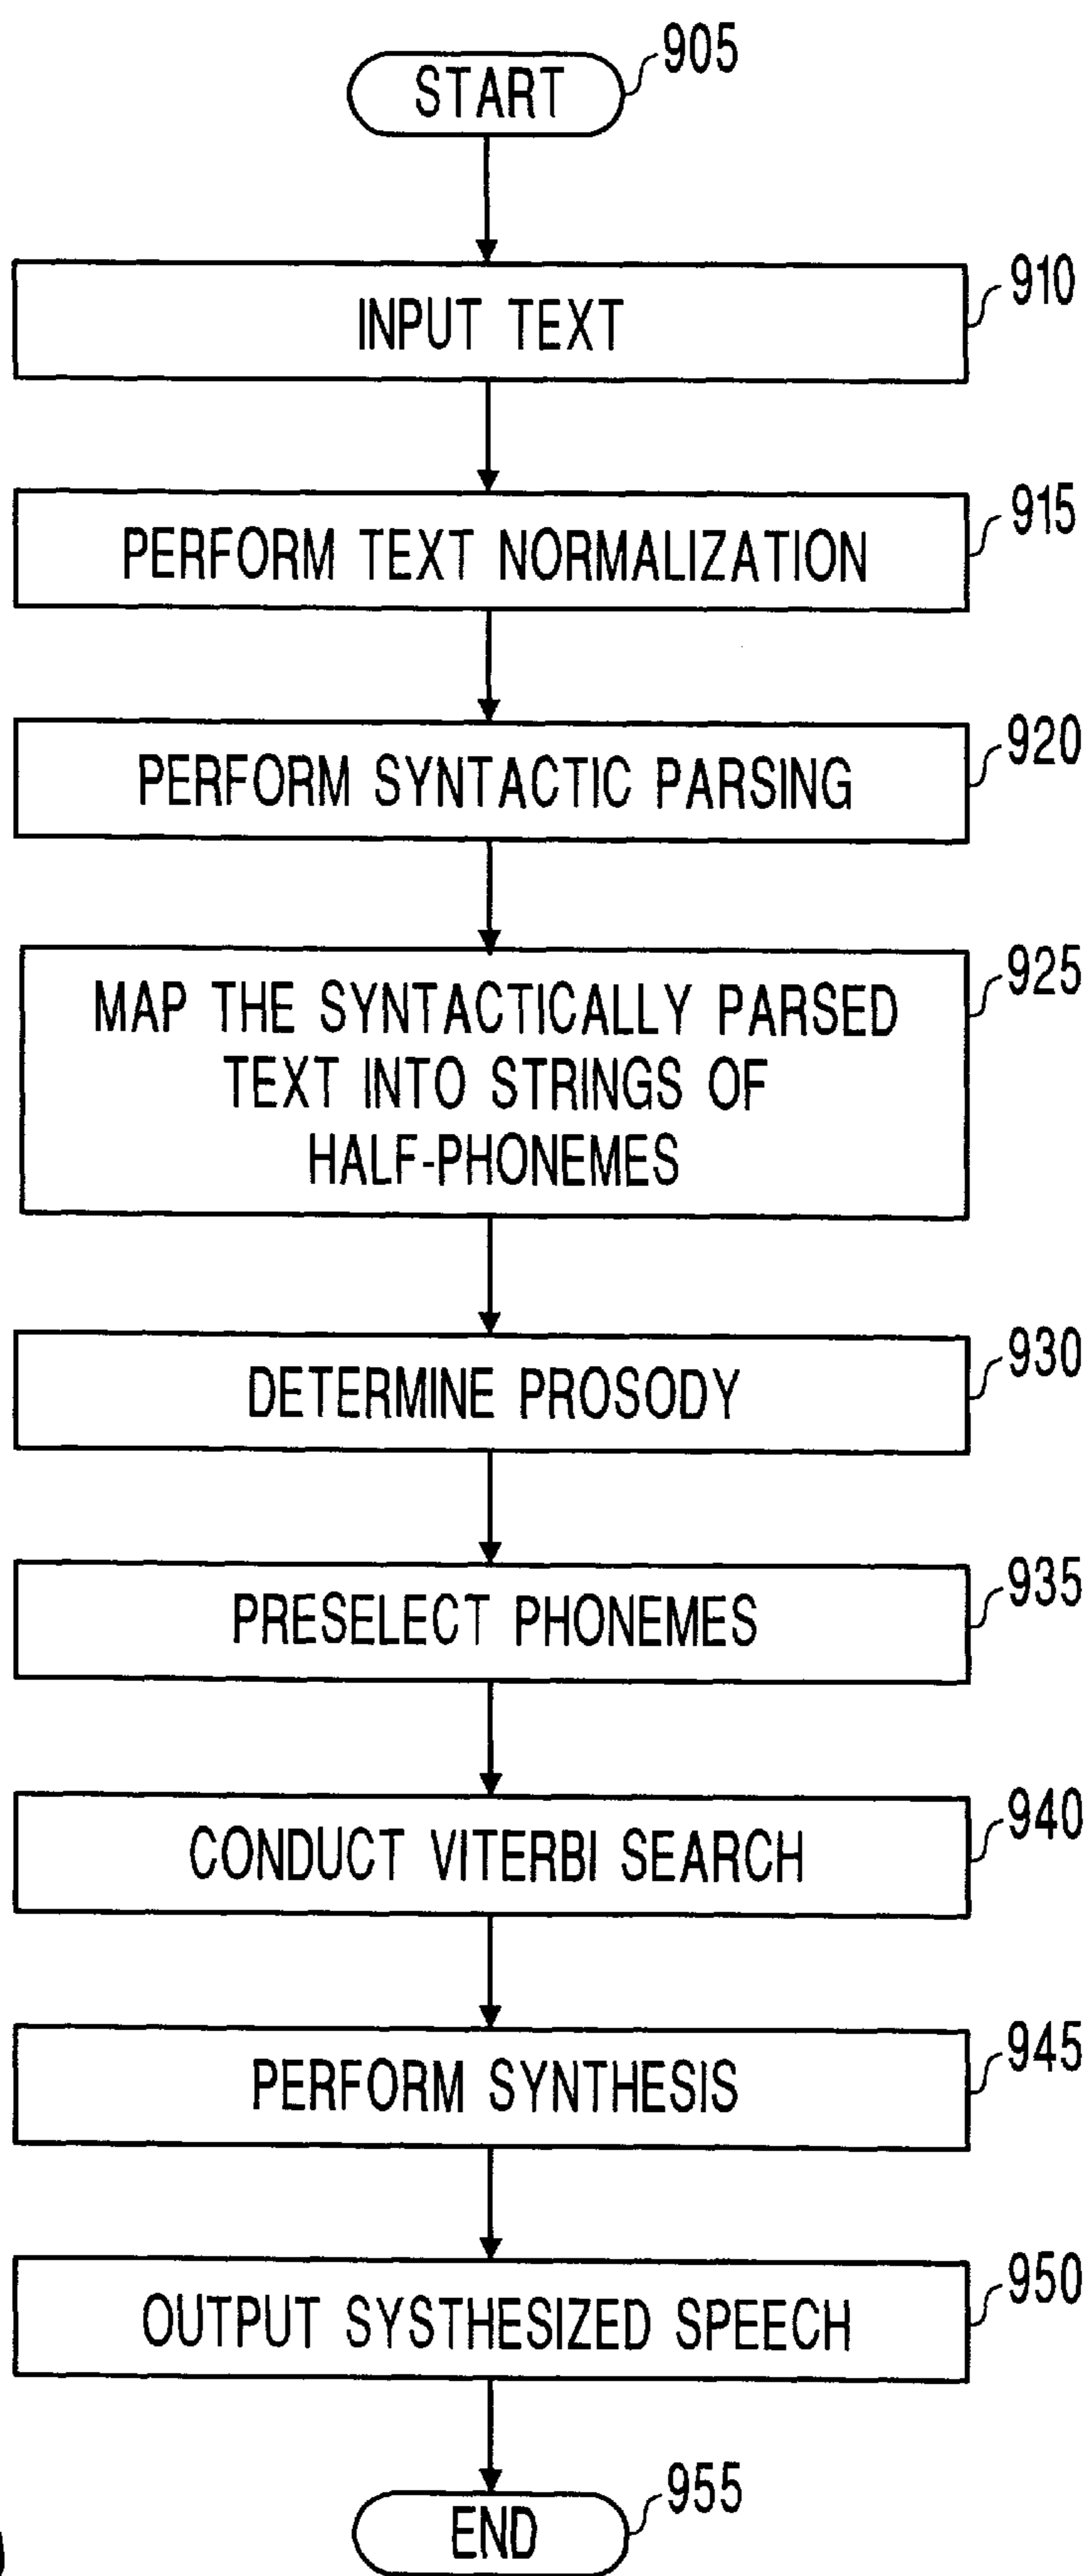 START 905
INPUT TEXT 910
PERFORM TEXT NORMALIZATION 915
PERFORM SYNTACTIC PARSING 920
MAP THE SYNTACTICALLY PARSED 925
TEXT INTO STRINGS OF
HALF-PHONEMES
DETERMINE PROSODY 930
PRESELECT PHONEMES 935
CONDUCT VITERBI SEARCH 940
PERFORM SYNTHESIS 945
OUTPUT SYSTHESIZED SPEECH 950
END 955